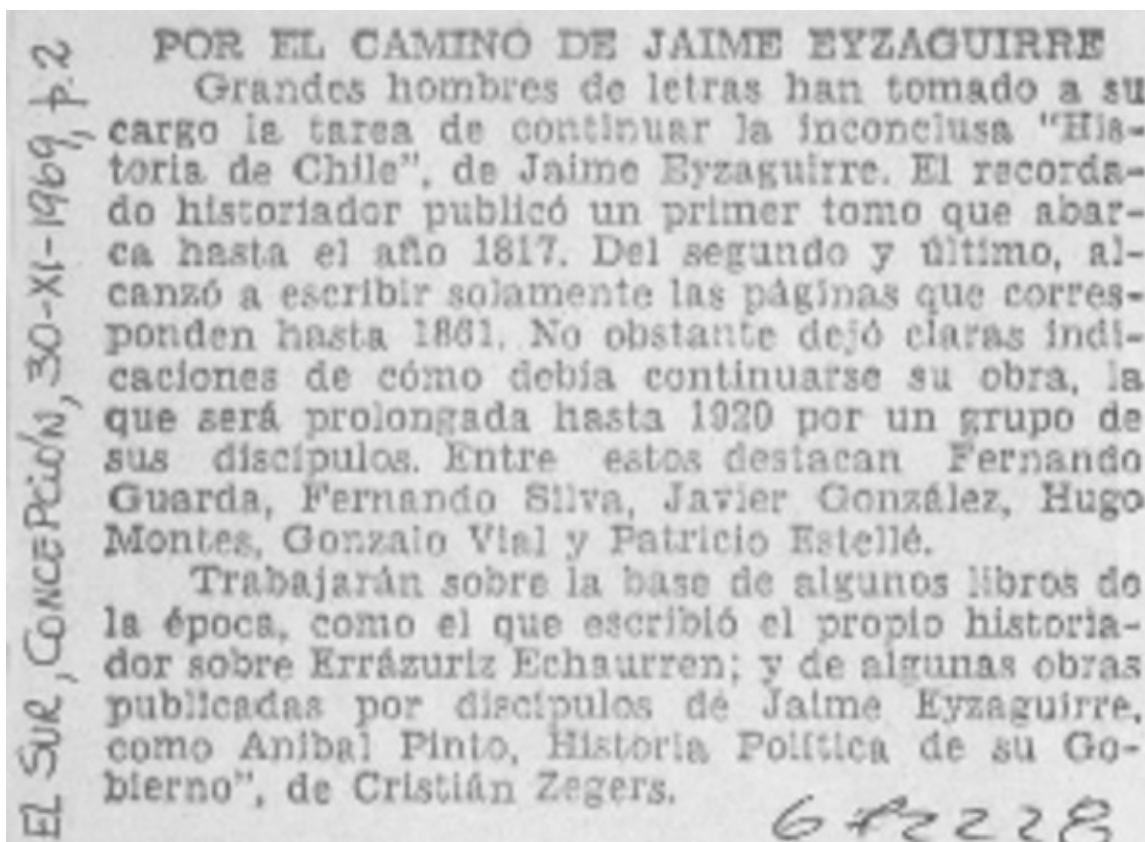 POR EL CAMINO DE JAIME EYZAGUIRRE
Grandes hombres de letras han tomado a su
cargo la tarea de continuar la inconclusa "His-
toria de Chile", de Jaime Eyzaguirre. El recorda-
do historiador publicó un primer tomo que abar-
ca hasta el año 1817. Del segundo y último, al-
canzó a escribir solamente las páginas que corres-
ponden hasta 1861. No obstante dejó claras indi-
caciones de cómo debía continuarse su obra, la
que será prolongada hasta 1920 por un grupo de
sus discípulos. Entre estos destacan Fernando
Guarda, Fernando Silva, Javier González, Hugo
Montes, Gonzalo Vial y Patricio Estellé.
Trabajarán sobre la base de algunos libros de
la época, como el que escribió el propio historia-
dor sobre Errázuriz Echaurren; y de algunas obras
publicadas por discípulos de Jaime Eyzaguirre,
como Anibal Pinto, Historia Política de su Go-
bierno", de Cristián Zegers.
EL SUR, CONCEPCIÓN, 30-XI-1969, p.2